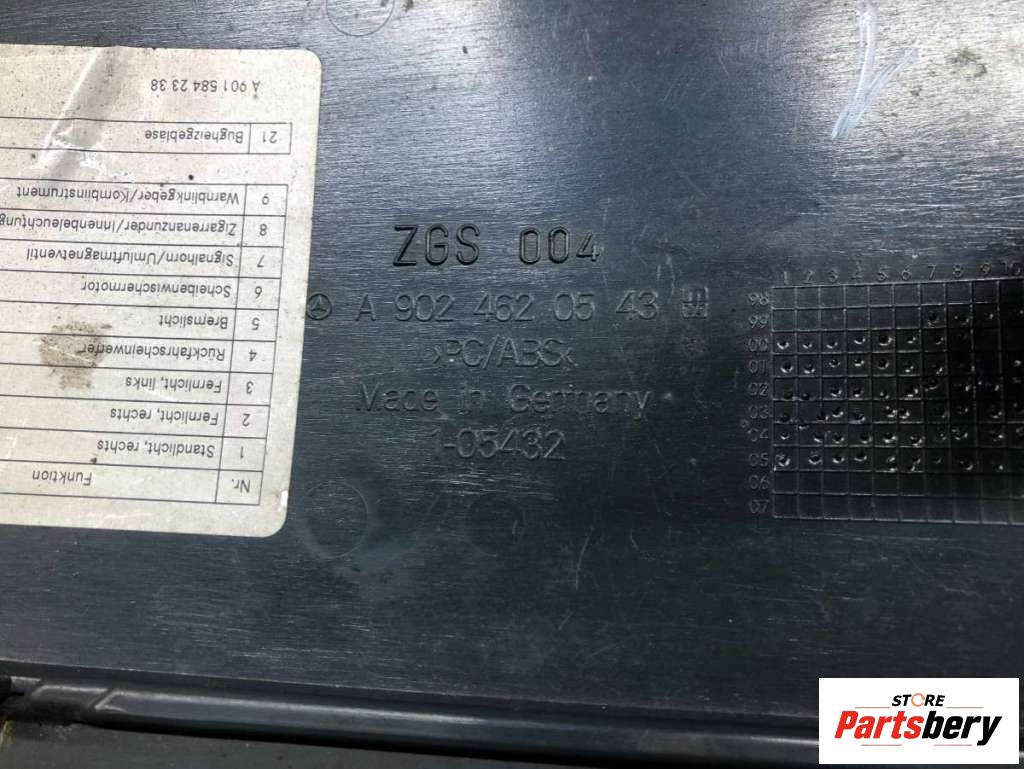 A 901 584 23 38
21 Bugheizgebläse
9 Warnblinkgeber/Kombiinstrument
8 Zigarrenanzünder/Innenbeleuchtung
7 Signalhorn/Umluftmagnetventil
6 Scheibenwischermotor
5 Bremslicht
4 Rückfahrscheinwerfer
3 Fernlicht, links
2 Fernlicht, rechts
1 Standlicht, rechts
Nr. Funktion
ZGS 004
A 902 462 05 43
>PC/ABS<
Made in Germany
1-05432
1 2 3 4 5 6 7 8 9 10
98
99
00
01
02
03
04
05
06
07
STORE
Partsbery